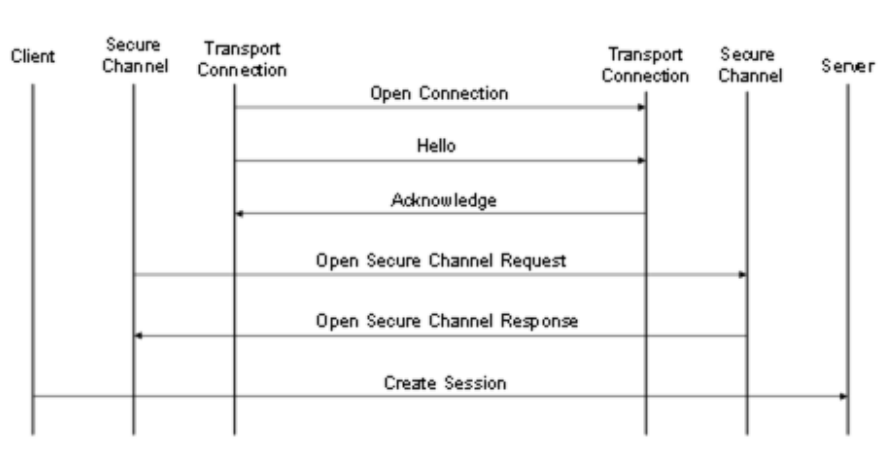 Client
Secure
Channel
Transport
Connection
Transport
Connection
Secure
Channel
Server
Open Connection
Hello
Acknowledge
Open Secure Channel Request
Open Secure Channel Response
Create Session